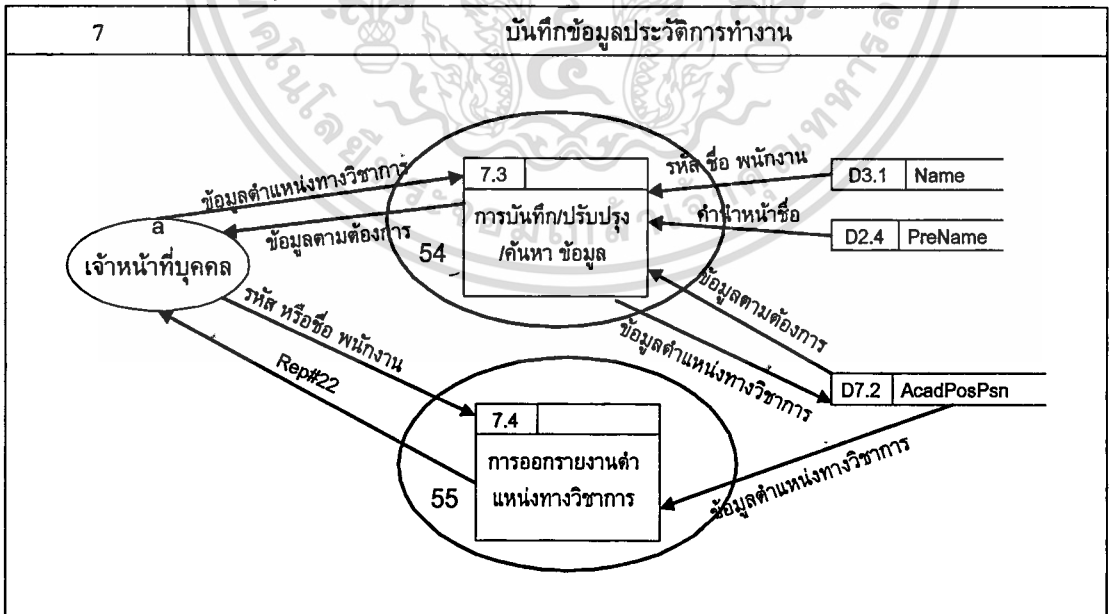 7
บันทึกข้อมูลประวัติการทำงาน
7.3
การบันทึก/ปรับปรุง
/ค้นหา ข้อมูล
54
ข้อมูลตำแหน่งทางวิชาการ
ข้อมูลตามต้องการ
a
เจ้าหน้าที่บุคคล
รหัส ชื่อ พนักงาน
D3.1 Name
คำนำหน้าชื่อ
D2.4 PreName
ข้อมูลตามต้องการ
ข้อมูลตำแหน่งทางวิชาการ
รหัส หรือชื่อ พนักงาน
Rep#22
D7.2 AcadPosPsn
7.4
การออกรายงานตำ
แหน่งทางวิชาการ
55
ข้อมูลตำแหน่งทางวิชาการ